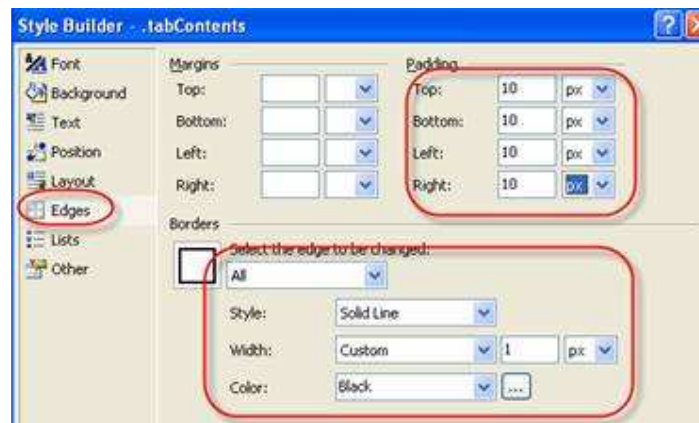 Style Builder - .tabContents
Font
Background
Text
Position
Layout
Edges
Lists
Other
Margins
Top:
Bottom:
Left:
Right:
Padding
Top: 10 px
Bottom: 10 px
Left: 10 px
Right: 10 px
Borders
Select the edge to be changed:
All
Style: Solid Line
Width: Custom 1 px
Color: Black ...